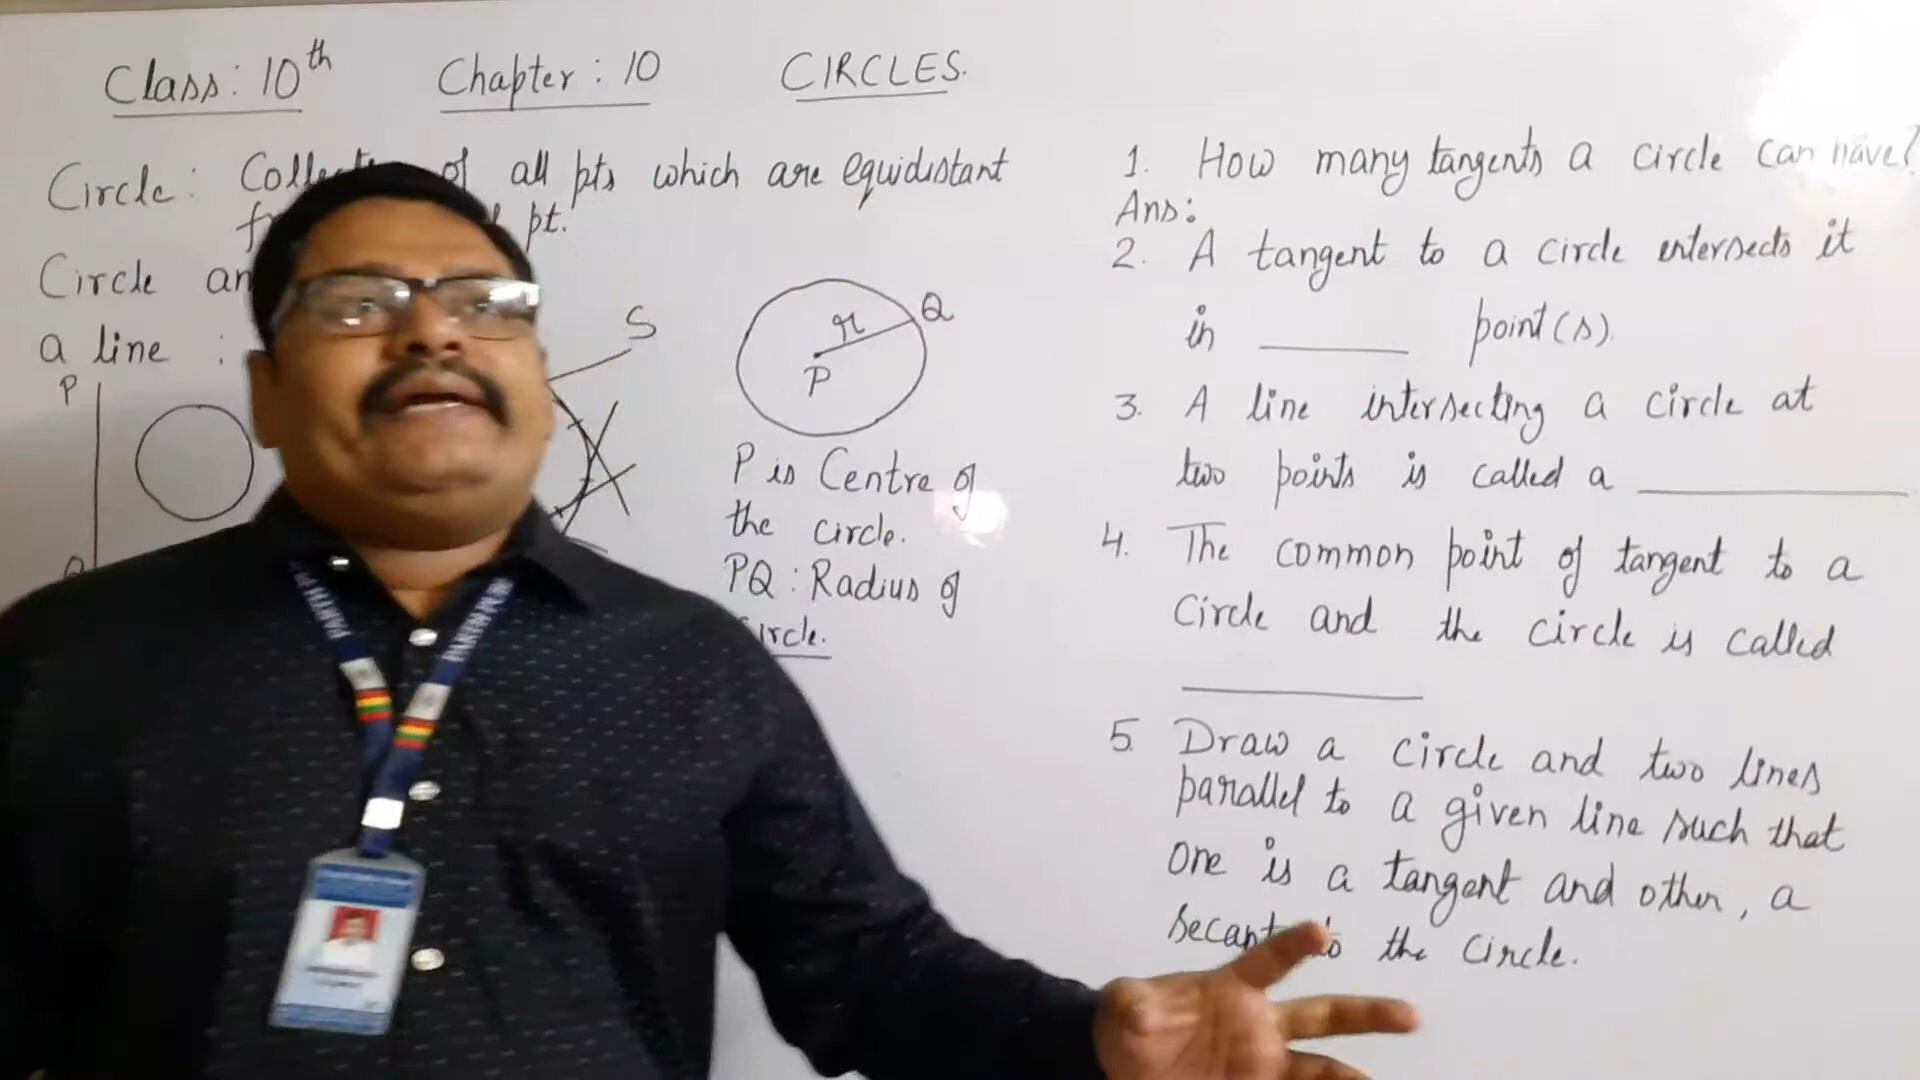 Class: 10th Chapter: 10 CIRCLES.
Circle: of all pts which are equidistant
pt.
Circle
a line :
P
S
r
Q
P
P is Centre of
the circle.
PQ: Radius of
1. How many tangents a circle can have?
Ans:
2. A tangent to a circle intersects it
in ______ point(s).
3. A line intersecting a circle at
two points is called a ______
4. The common point of tangent to a
circle and the circle is called
______
5. Draw a circle and two lines
parallel to a given line such that
one is a tangent and other, a
secant to the circle.